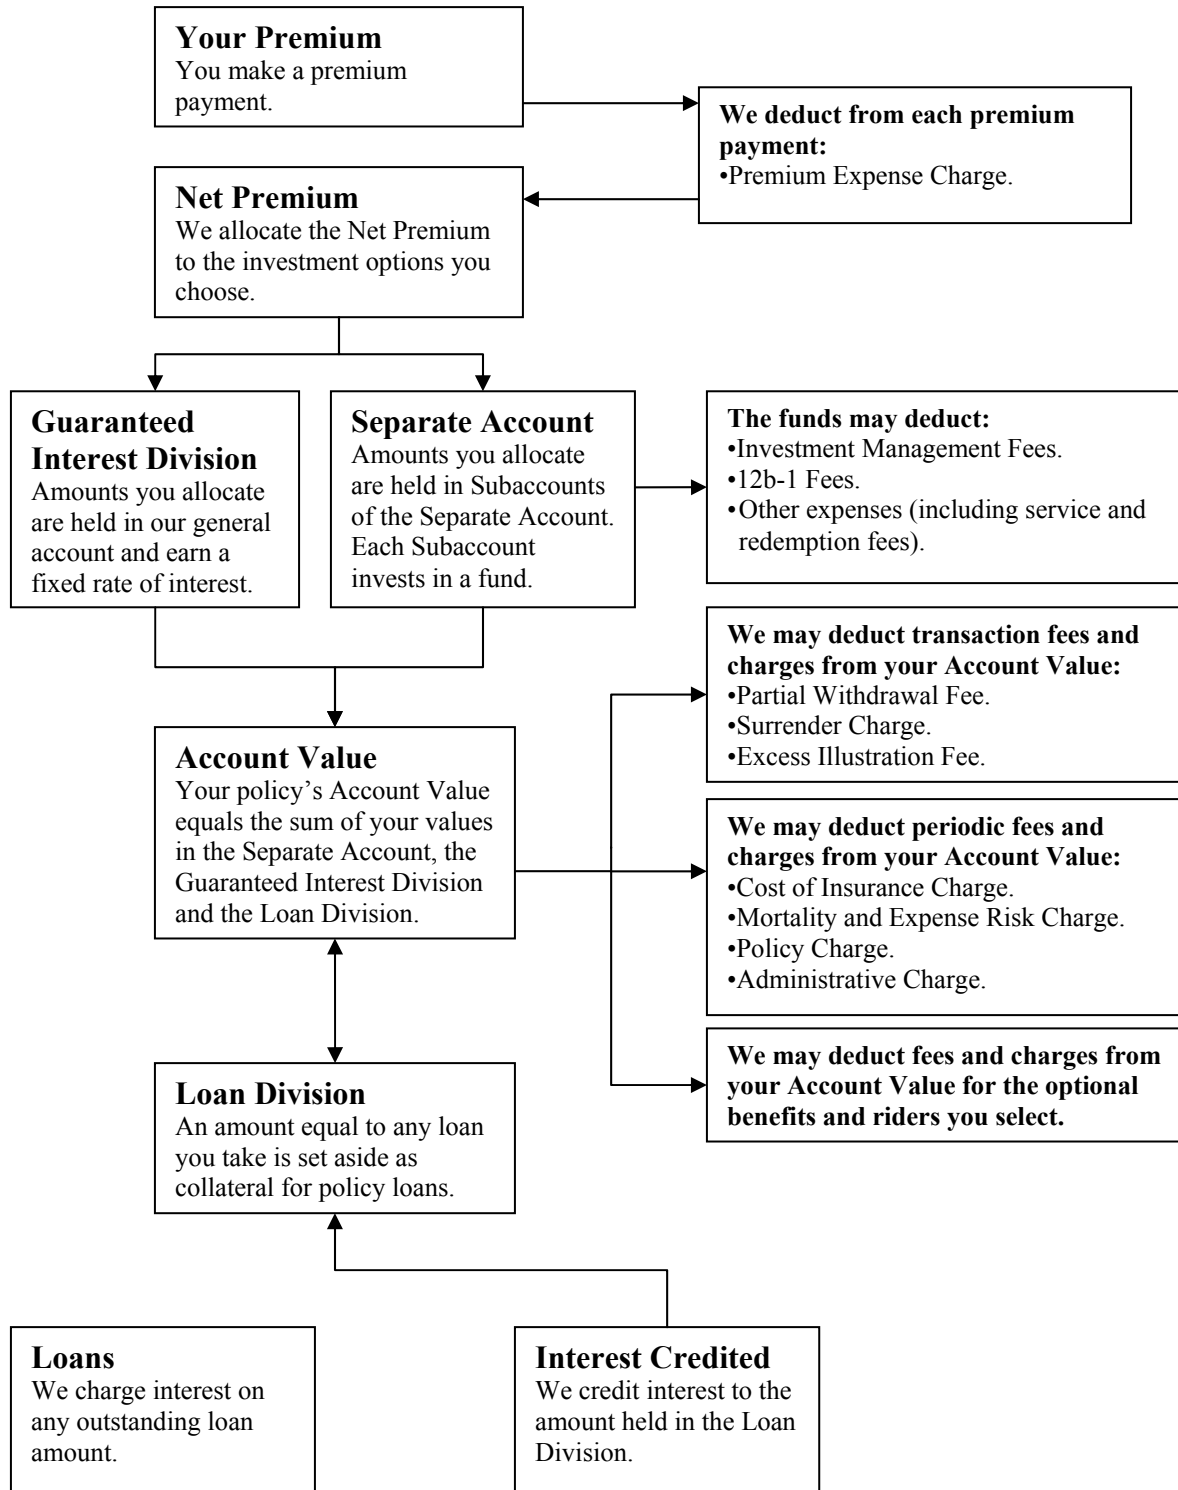 Your Premium
You make a premium
payment.
We deduct from each premium
payment:
•Premium Expense Charge.
Net Premium
We allocate the Net Premium
to the investment options you
choose.
Guaranteed
Interest Division
Amounts you allocate
are held in our general
account and earn a
fixed rate of interest.
Separate Account
Amounts you allocate
are held in Subaccounts
of the Separate Account.
Each Subaccount
invests in a fund.
The funds may deduct:
•Investment Management Fees.
•12b-1 Fees.
•Other expenses (including service and
redemption fees).
We may deduct transaction fees and
charges from your Account Value:
•Partial Withdrawal Fee.
•Surrender Charge.
•Excess Illustration Fee.
Account Value
Your policy’s Account Value
equals the sum of your values
in the Separate Account, the
Guaranteed Interest Division
and the Loan Division.
We may deduct periodic fees and
charges from your Account Value:
•Cost of Insurance Charge.
•Mortality and Expense Risk Charge.
•Policy Charge.
•Administrative Charge.
We may deduct fees and charges from
your Account Value for the optional
benefits and riders you select.
Loan Division
An amount equal to any loan
you take is set aside as
collateral for policy loans.
Loans
We charge interest on
any outstanding loan
amount.
Interest Credited
We credit interest to the
amount held in the Loan
Division.